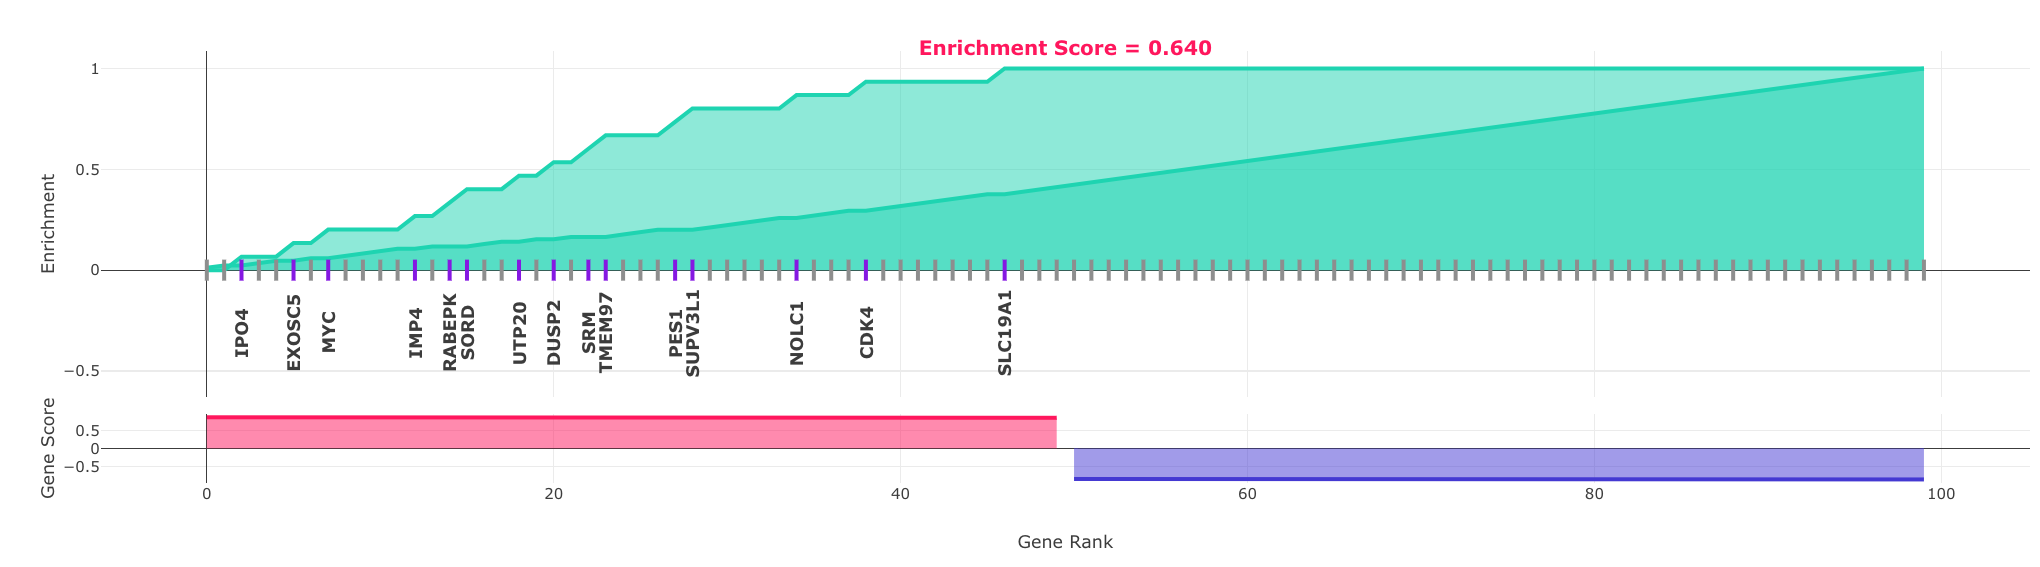 Enrichment Score = 0.640
Enrichment
1
0.5
0
−0.5
IPO4
EXOSC5
MYC
IMP4
RABEPK
SORD
UTP20
DUSP2
SRM
TMEM97
PES1
SUPV3L1
NOLC1
CDK4
SLC19A1
Gene Score
0.5
0
−0.5
0 20 40 60 80 100
Gene Rank